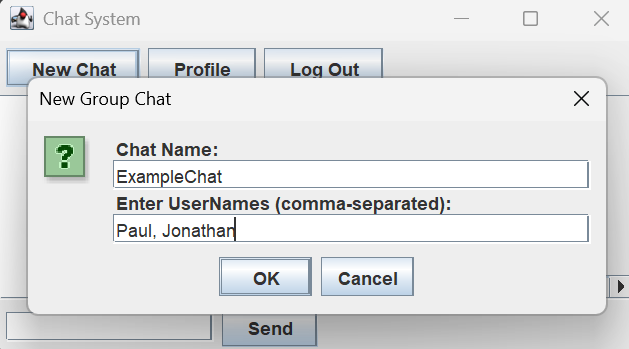 Chat System
New Chat Profile Log Out
New Group Chat
?
Chat Name:
ExampleChat
Enter UserNames (comma-separated):
Paul, Jonathan
OK Cancel
Send